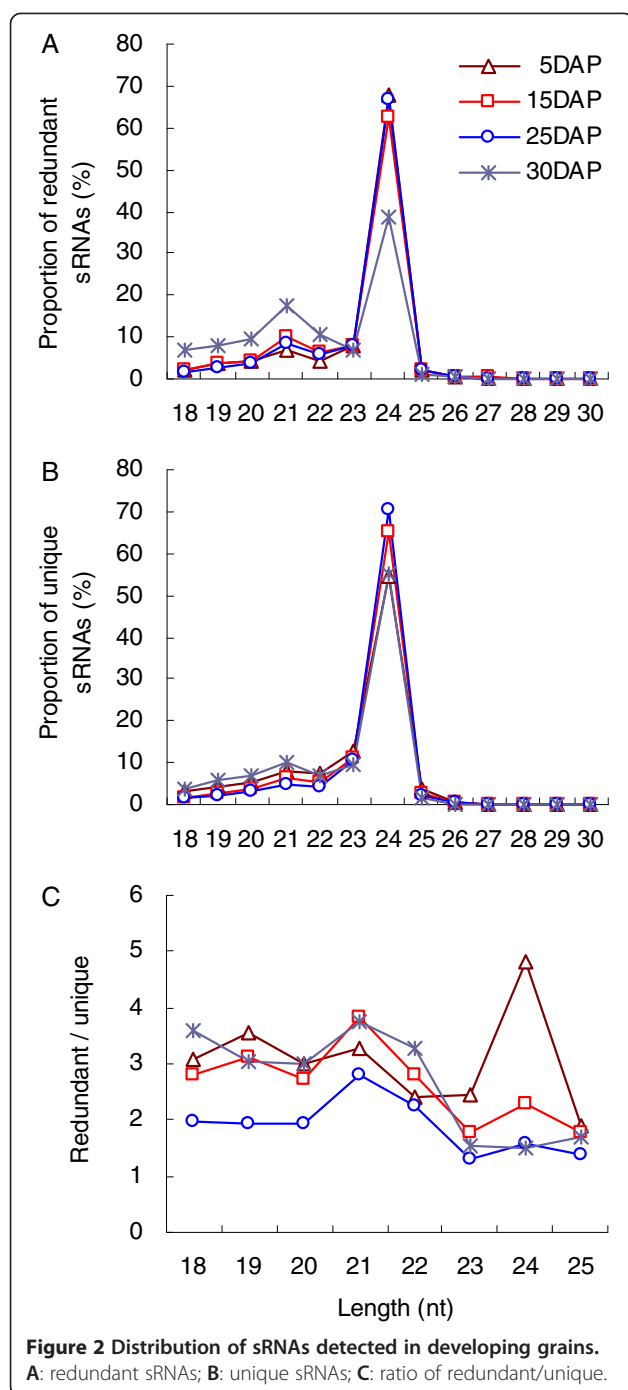 A
Proportion of redundant
sRNAs (%)
80
70
60
50
40
30
20
10
0
5DAP
15DAP
25DAP
30DAP
18 19 20 21 22 23 24 25 26 27 28 29 30
B
Proportion of unique
sRNAs (%)
80
70
60
50
40
30
20
10
0
18 19 20 21 22 23 24 25 26 27 28 29 30
C
Redundant / unique
6
5
4
3
2
1
0
18 19 20 21 22 23 24 25
Length (nt)
Figure 2 Distribution of sRNAs detected in developing grains.
A: redundant sRNAs; B: unique sRNAs; C: ratio of redundant/unique.